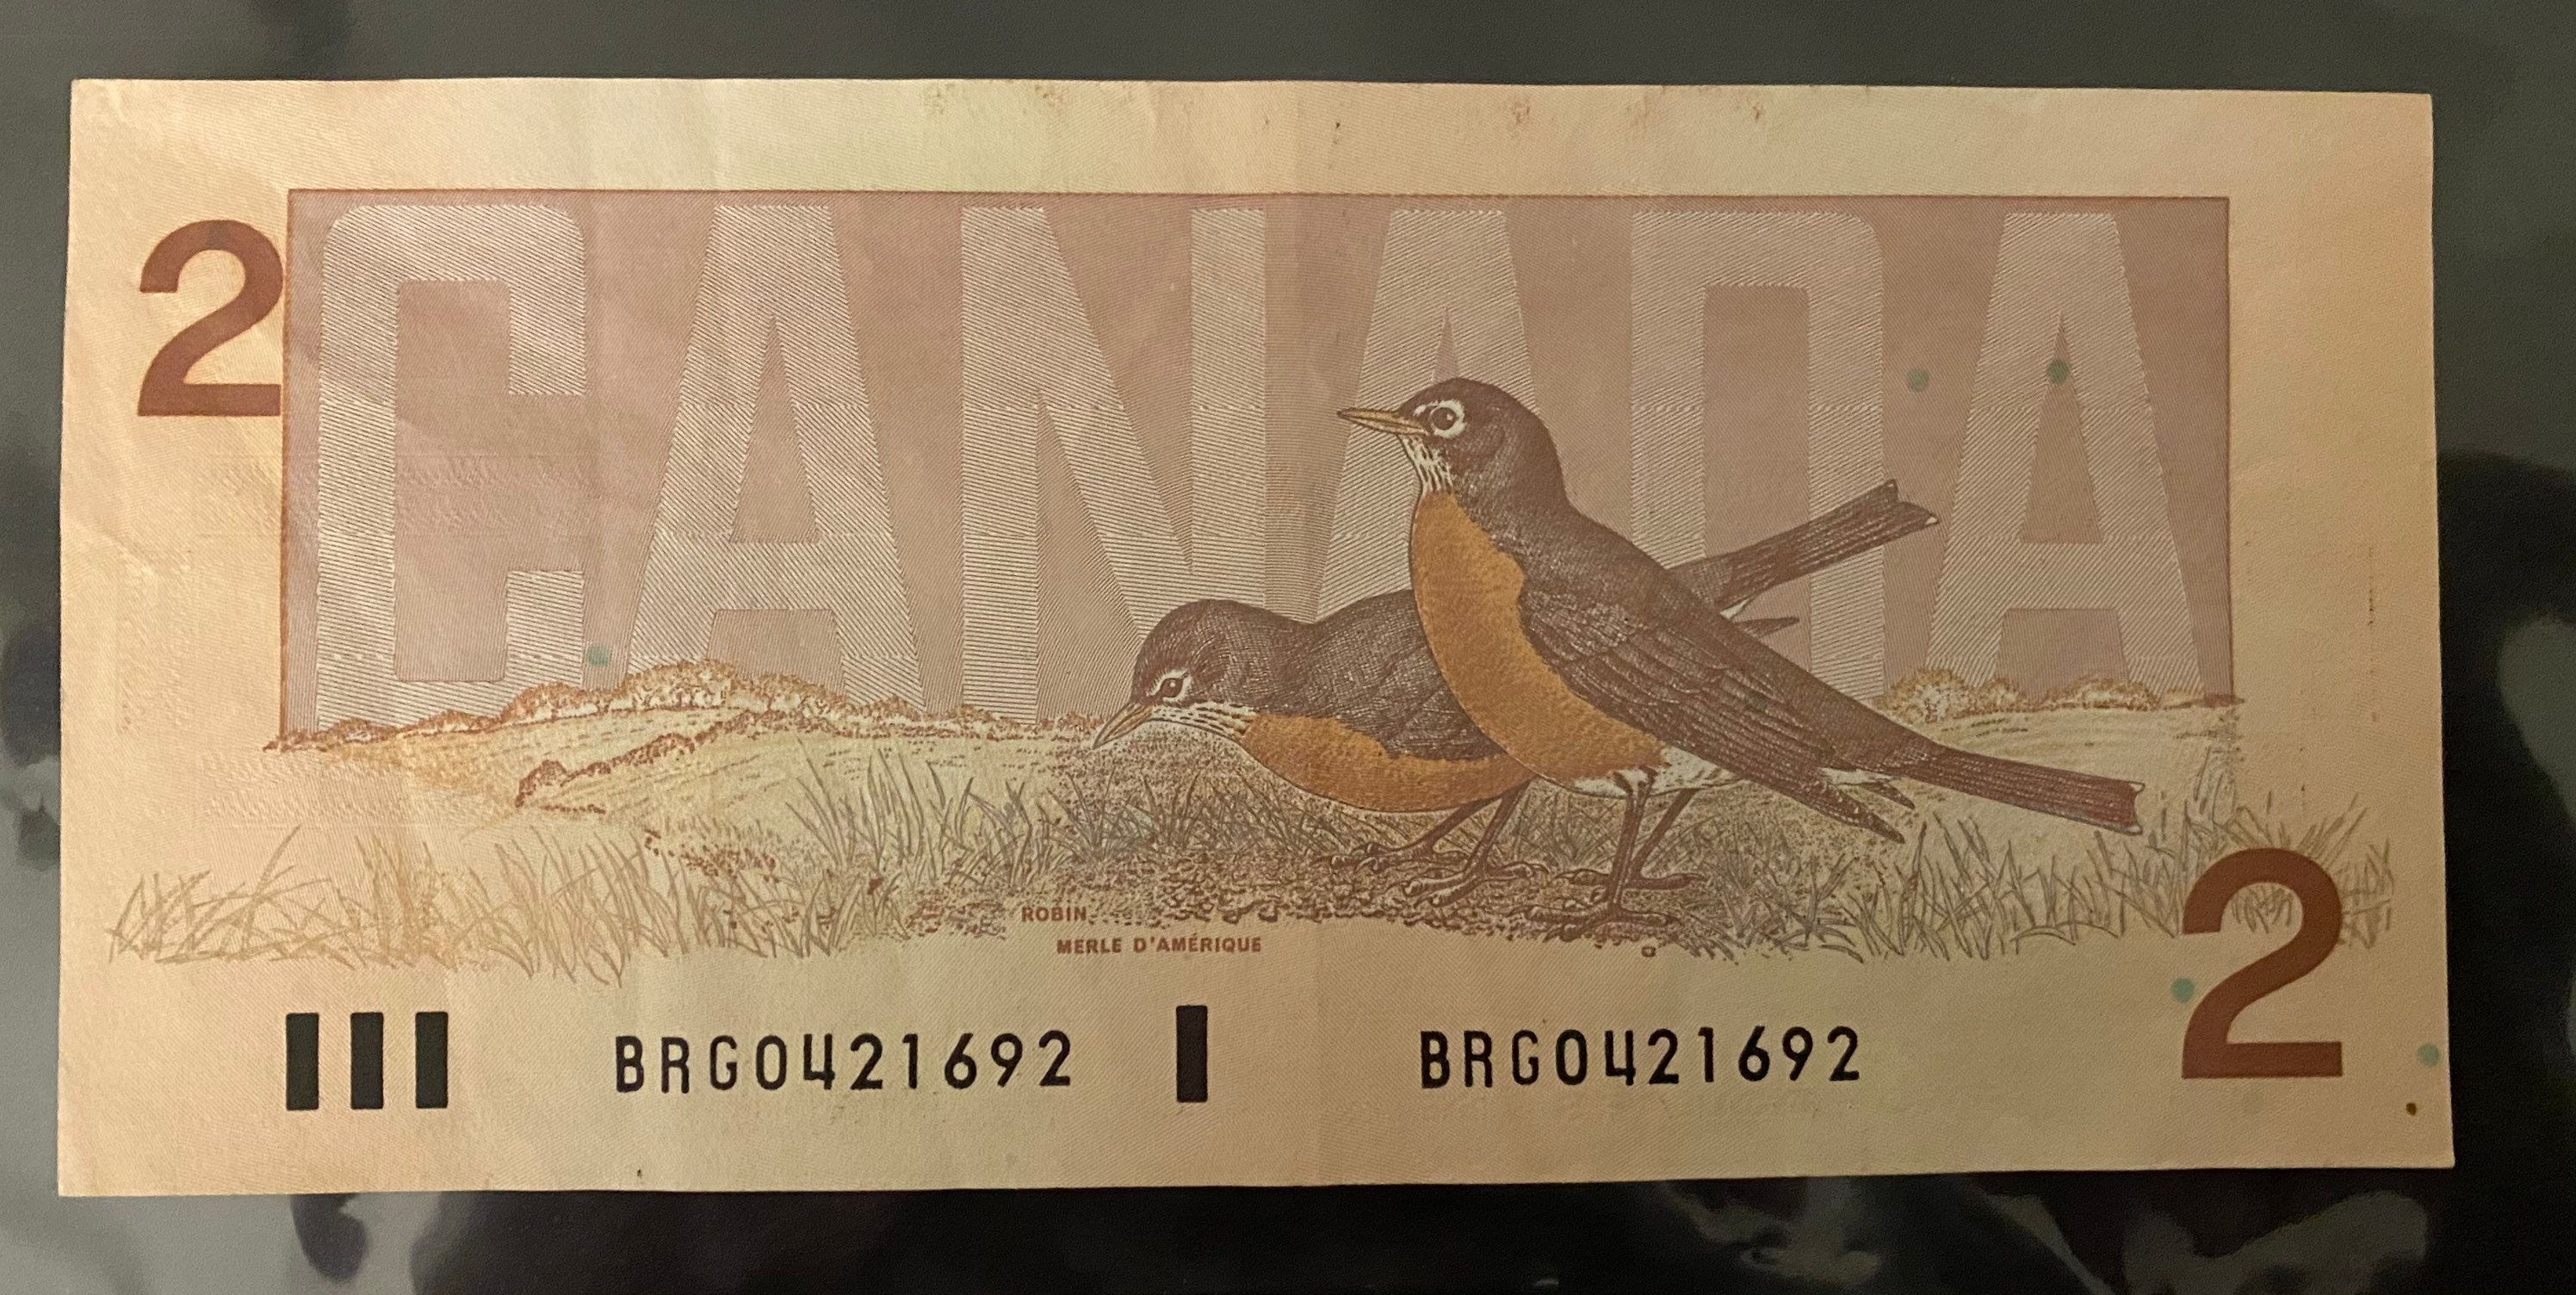 2
CANADA
ROBIN
MERLE D'AMÉRIQUE
BRG0421692 BRG0421692
2